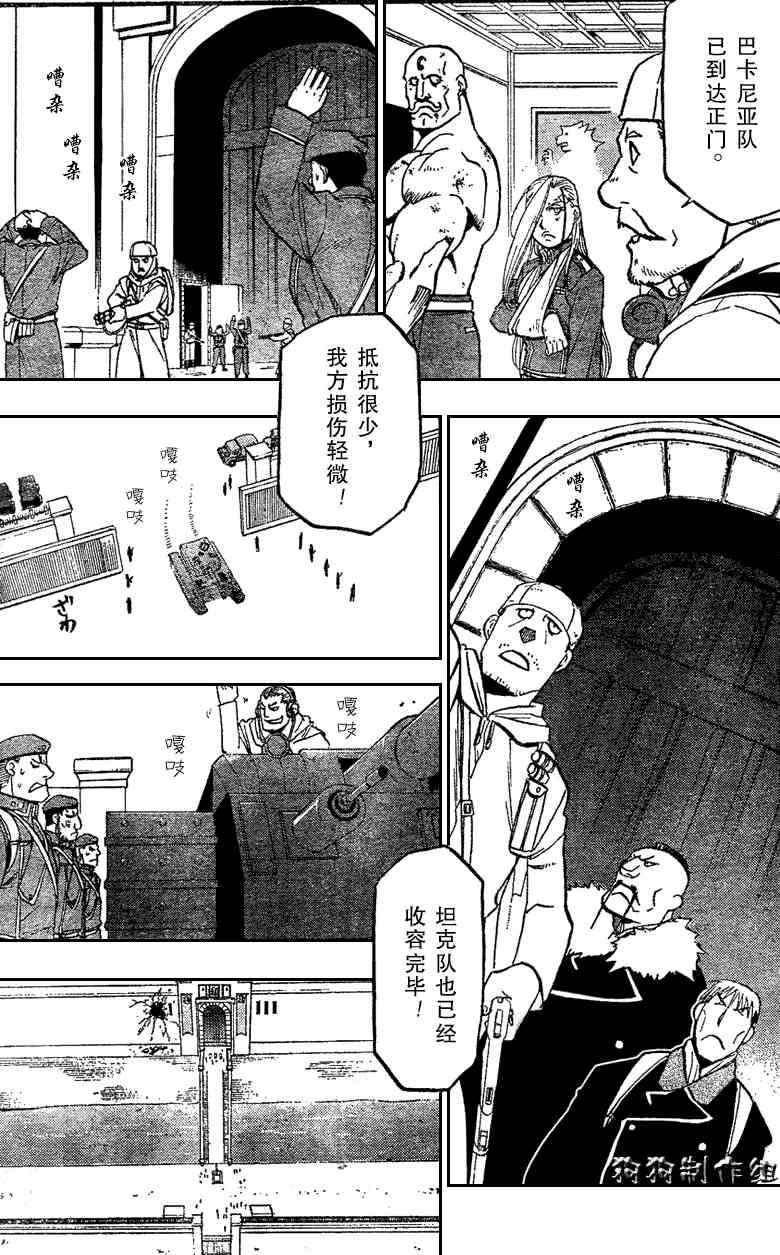 巴卡尼亚队
已到达正门。
嘈杂
嘈杂
嘈杂
抵抗很少，
我方损伤轻微！
嘈杂
嘈杂
嘎吱
嘎吱
ざわ
嘎吱
嘎吱
坦克队也已经
收容完毕！
狗狗制作组